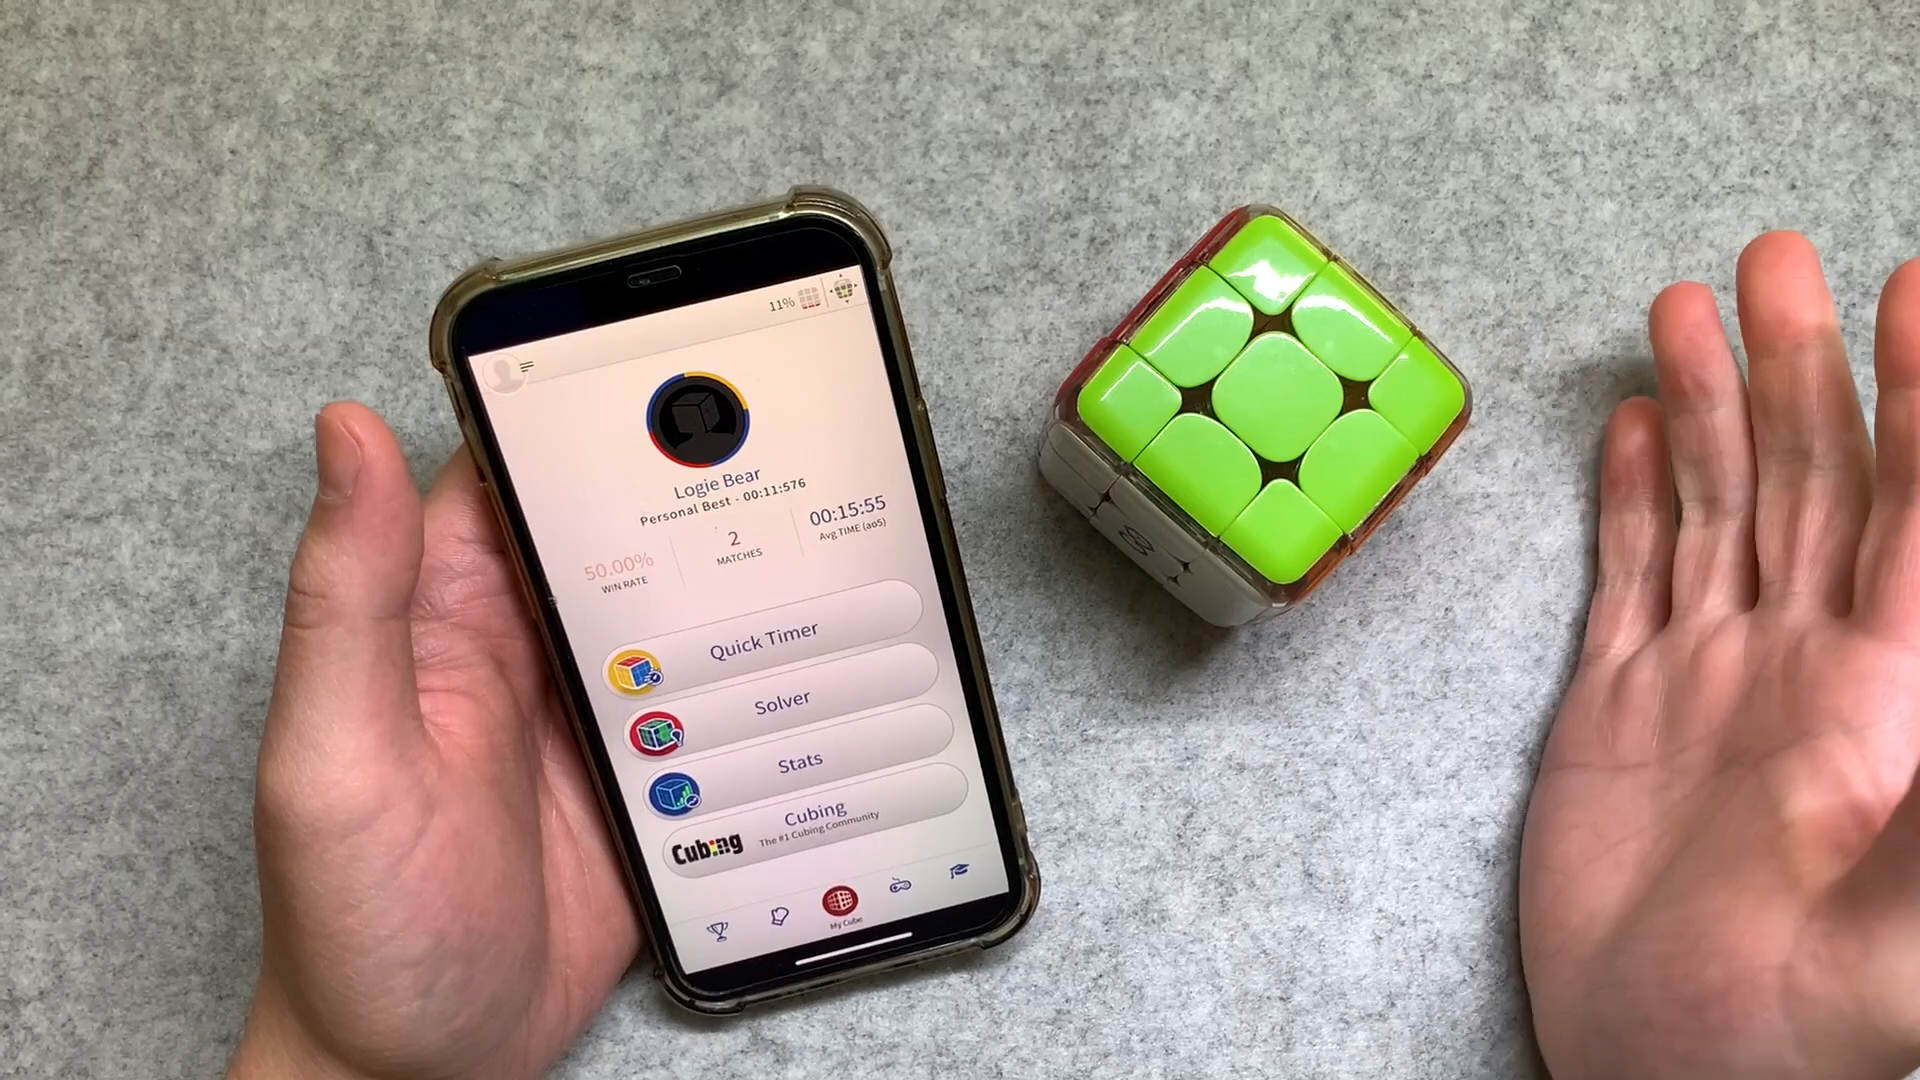 11%
Logie Bear
Personal Best - 00:11:576
50.00%
WIN RATE
2
MATCHES
00:15:55
Avg TIME (ao5)
Quick Timer
Solver
Stats
Cubing
Cubing
The #1 Cubing Community
My Cube